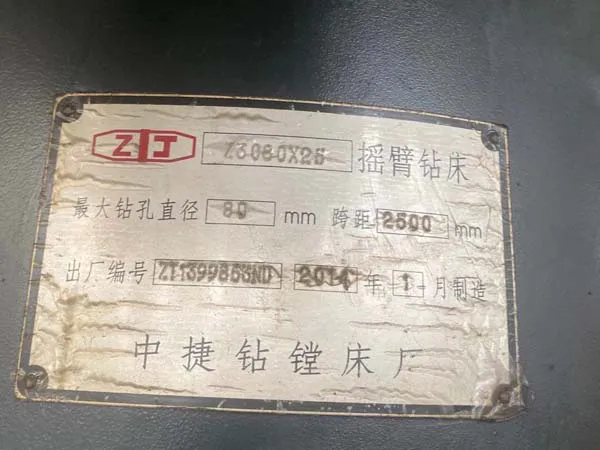 ZJ Z3080X25 摇臂钻床
最大钻孔直径 80 mm 跨距 2500 mm
出厂编号 2014 年 1 月制造
中捷钻镗床厂